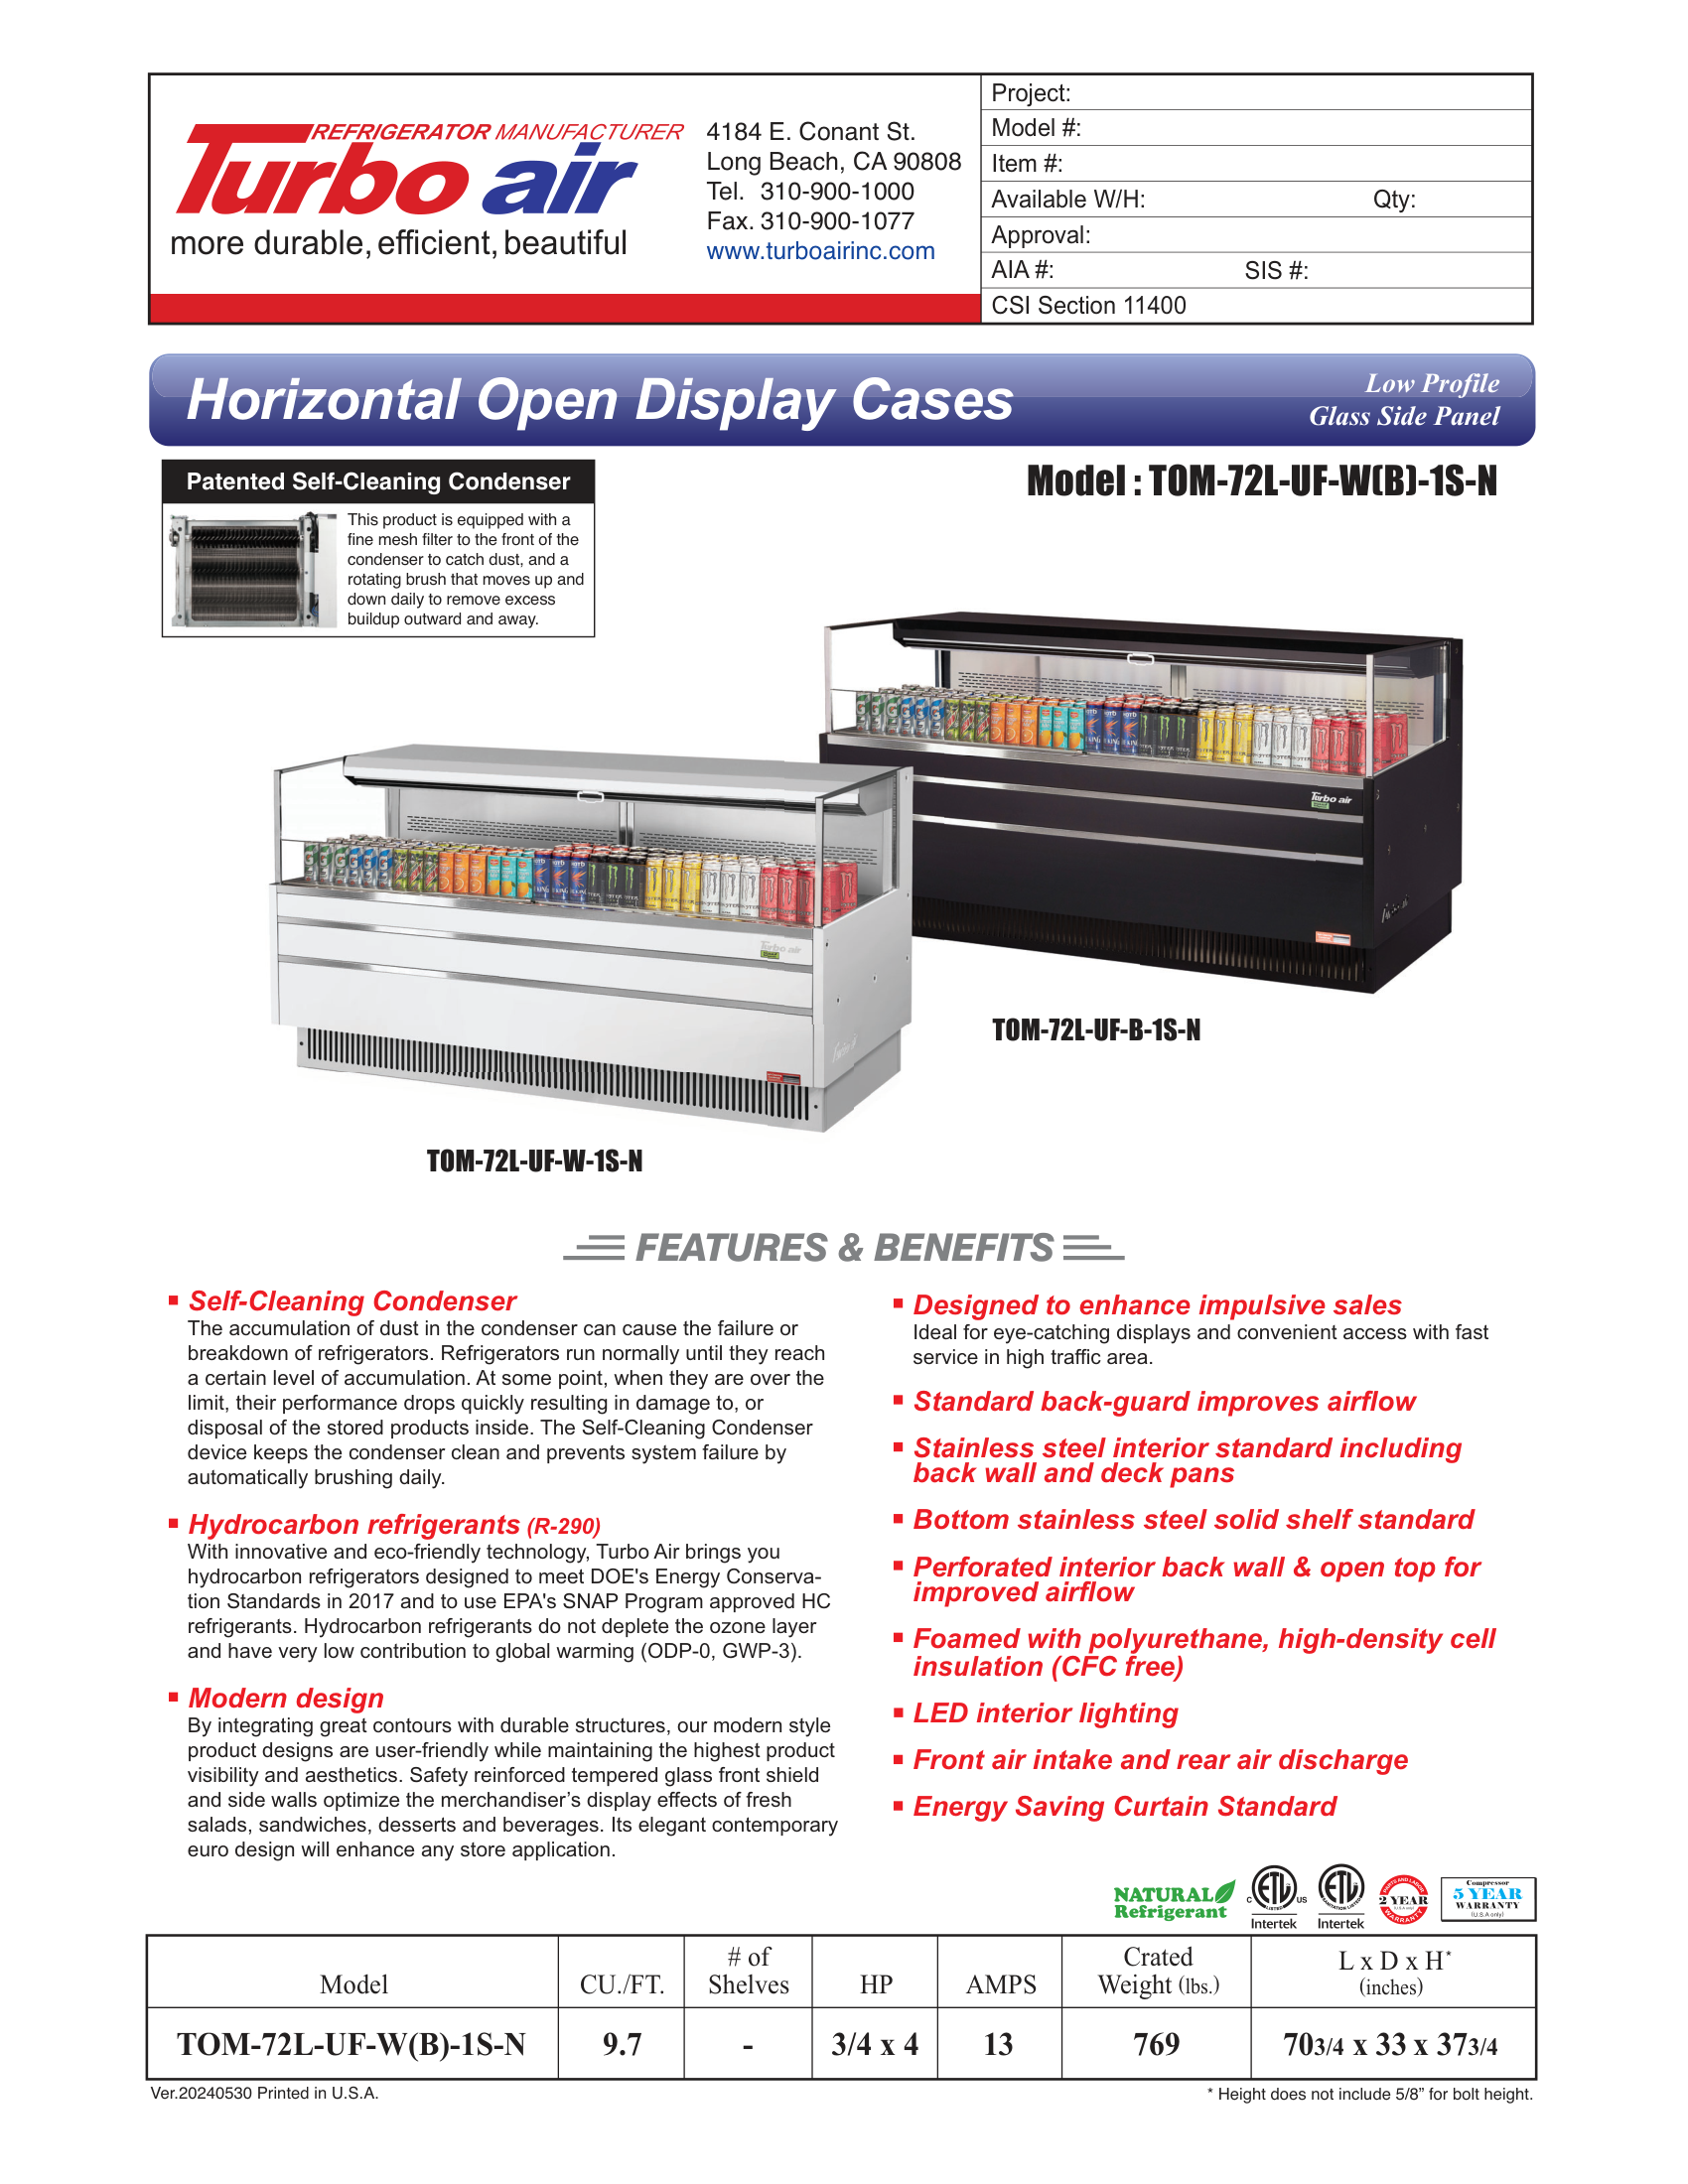 REFRIGERATOR MANUFACTURER
Turbo air
more durable, efficient, beautiful
4184 E. Conant St.
Long Beach, CA 90808
Tel. 310-900-1000
Fax. 310-900-1077
www.turboairinc.com
Project:
Model #:
Item #:
Available W/H: Qty:
Approval:
AIA #: SIS #:
CSI Section 11400
Horizontal Open Display Cases
Low Profile
Glass Side Panel
Patented Self-Cleaning Condenser
This product is equipped with a
fine mesh filter to the front of the
condenser to catch dust, and a
rotating brush that moves up and
down daily to remove excess
buildup outward and away.
Model : TOM-72L-UF-W(B)-1S-N
Turbo air
Turbo air
TOM-72L-UF-B-1S-N
TOM-72L-UF-W-1S-N
FEATURES & BENEFITS
Self-Cleaning Condenser
The accumulation of dust in the condenser can cause the failure or
breakdown of refrigerators. Refrigerators run normally until they reach
a certain level of accumulation. At some point, when they are over the
limit, their performance drops quickly resulting in damage to, or
disposal of the stored products inside. The Self-Cleaning Condenser
device keeps the condenser clean and prevents system failure by
automatically brushing daily.
Hydrocarbon refrigerants (R-290)
With innovative and eco-friendly technology, Turbo Air brings you
hydrocarbon refrigerators designed to meet DOE's Energy Conserva-
tion Standards in 2017 and to use EPA's SNAP Program approved HC
refrigerants. Hydrocarbon refrigerants do not deplete the ozone layer
and have very low contribution to global warming (ODP-0, GWP-3).
Modern design
By integrating great contours with durable structures, our modern style
product designs are user-friendly while maintaining the highest product
visibility and aesthetics. Safety reinforced tempered glass front shield
and side walls optimize the merchandiser's display effects of fresh
salads, sandwiches, desserts and beverages. Its elegant contemporary
euro design will enhance any store application.
Designed to enhance impulsive sales
Ideal for eye-catching displays and convenient access with fast
service in high traffic area.
Standard back-guard improves airflow
Stainless steel interior standard including
back wall and deck pans
Bottom stainless steel solid shelf standard
Perforated interior back wall & open top for
improved airflow
Foamed with polyurethane, high-density cell
insulation (CFC free)
LED interior lighting
Front air intake and rear air discharge
Energy Saving Curtain Standard
NATURAL
Refrigerant
C ETL US
LISTED
Intertek
ETL
SANITATION LISTED
Intertek
PARTS AND LABOR
2 YEAR
(U.S.A only)
WARRANTY
Compressor
5 YEAR
WARRANTY
(U.S.A only)
Model CU./FT. # of Shelves HP AMPS Crated Weight (lbs.) L x D x H* (inches)
TOM-72L-UF-W(B)-1S-N 9.7 - 3/4 x 4 13 769 703/4 x 33 x 373/4
Ver.20240530 Printed in U.S.A.
* Height does not include 5/8" for bolt height.